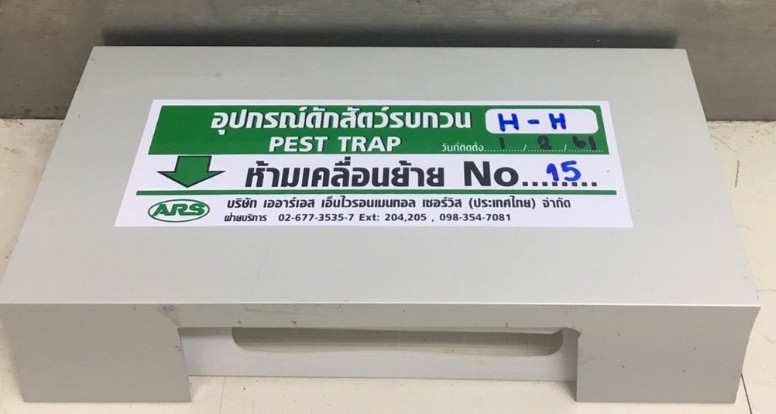 อุปกรณ์ดักสัตว์รบกวน H - H
PEST TRAP วันที่ติดตั้ง 1 / 2 / 61
ห้ามเคลื่อนย้าย No. 15
ARS บริษัท เออาร์เอส เอ็นไวรอนเมนทอล เซอร์วิส (ประเทศไทย) จำกัด
ฝ่ายบริการ 02-677-3535-7 Ext: 204,205 , 098-354-7081